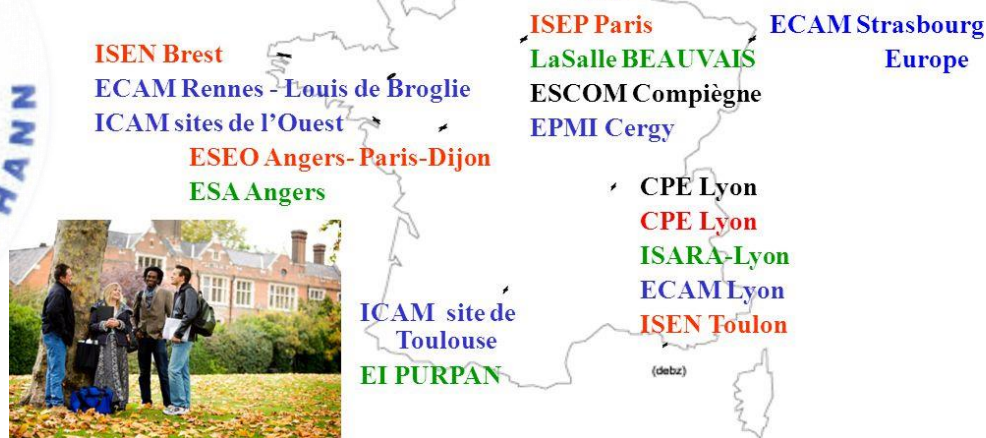 HANN
ISEN Brest
ECAM Rennes - Louis de Broglie
ICAM sites de l’Ouest
ESEO Angers- Paris-Dijon
ESA Angers
ISEP Paris
LaSalle BEAUVAIS
ESCOM Compiègne
EPMI Cergy
ECAM Strasbourg
Europe
CPE Lyon
CPE Lyon
ISARA-Lyon
ECAM Lyon
ISEN Toulon
ICAM site de
Toulouse
EI PURPAN
(debz)